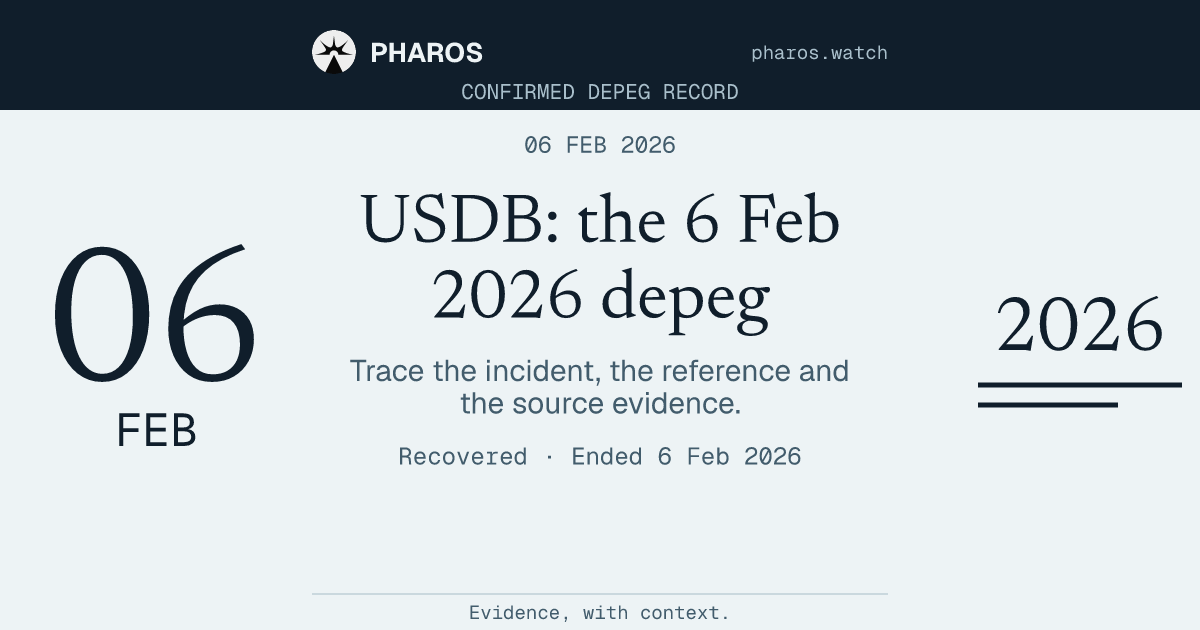 PHAROS
pharos.watch
CONFIRMED DEPEG RECORD
06 FEB 2026
USDB: the 6 Feb
2026 depeg
Trace the incident, the reference and
the source evidence.
Recovered · Ended 6 Feb 2026
06
FEB
2026
Evidence, with context.